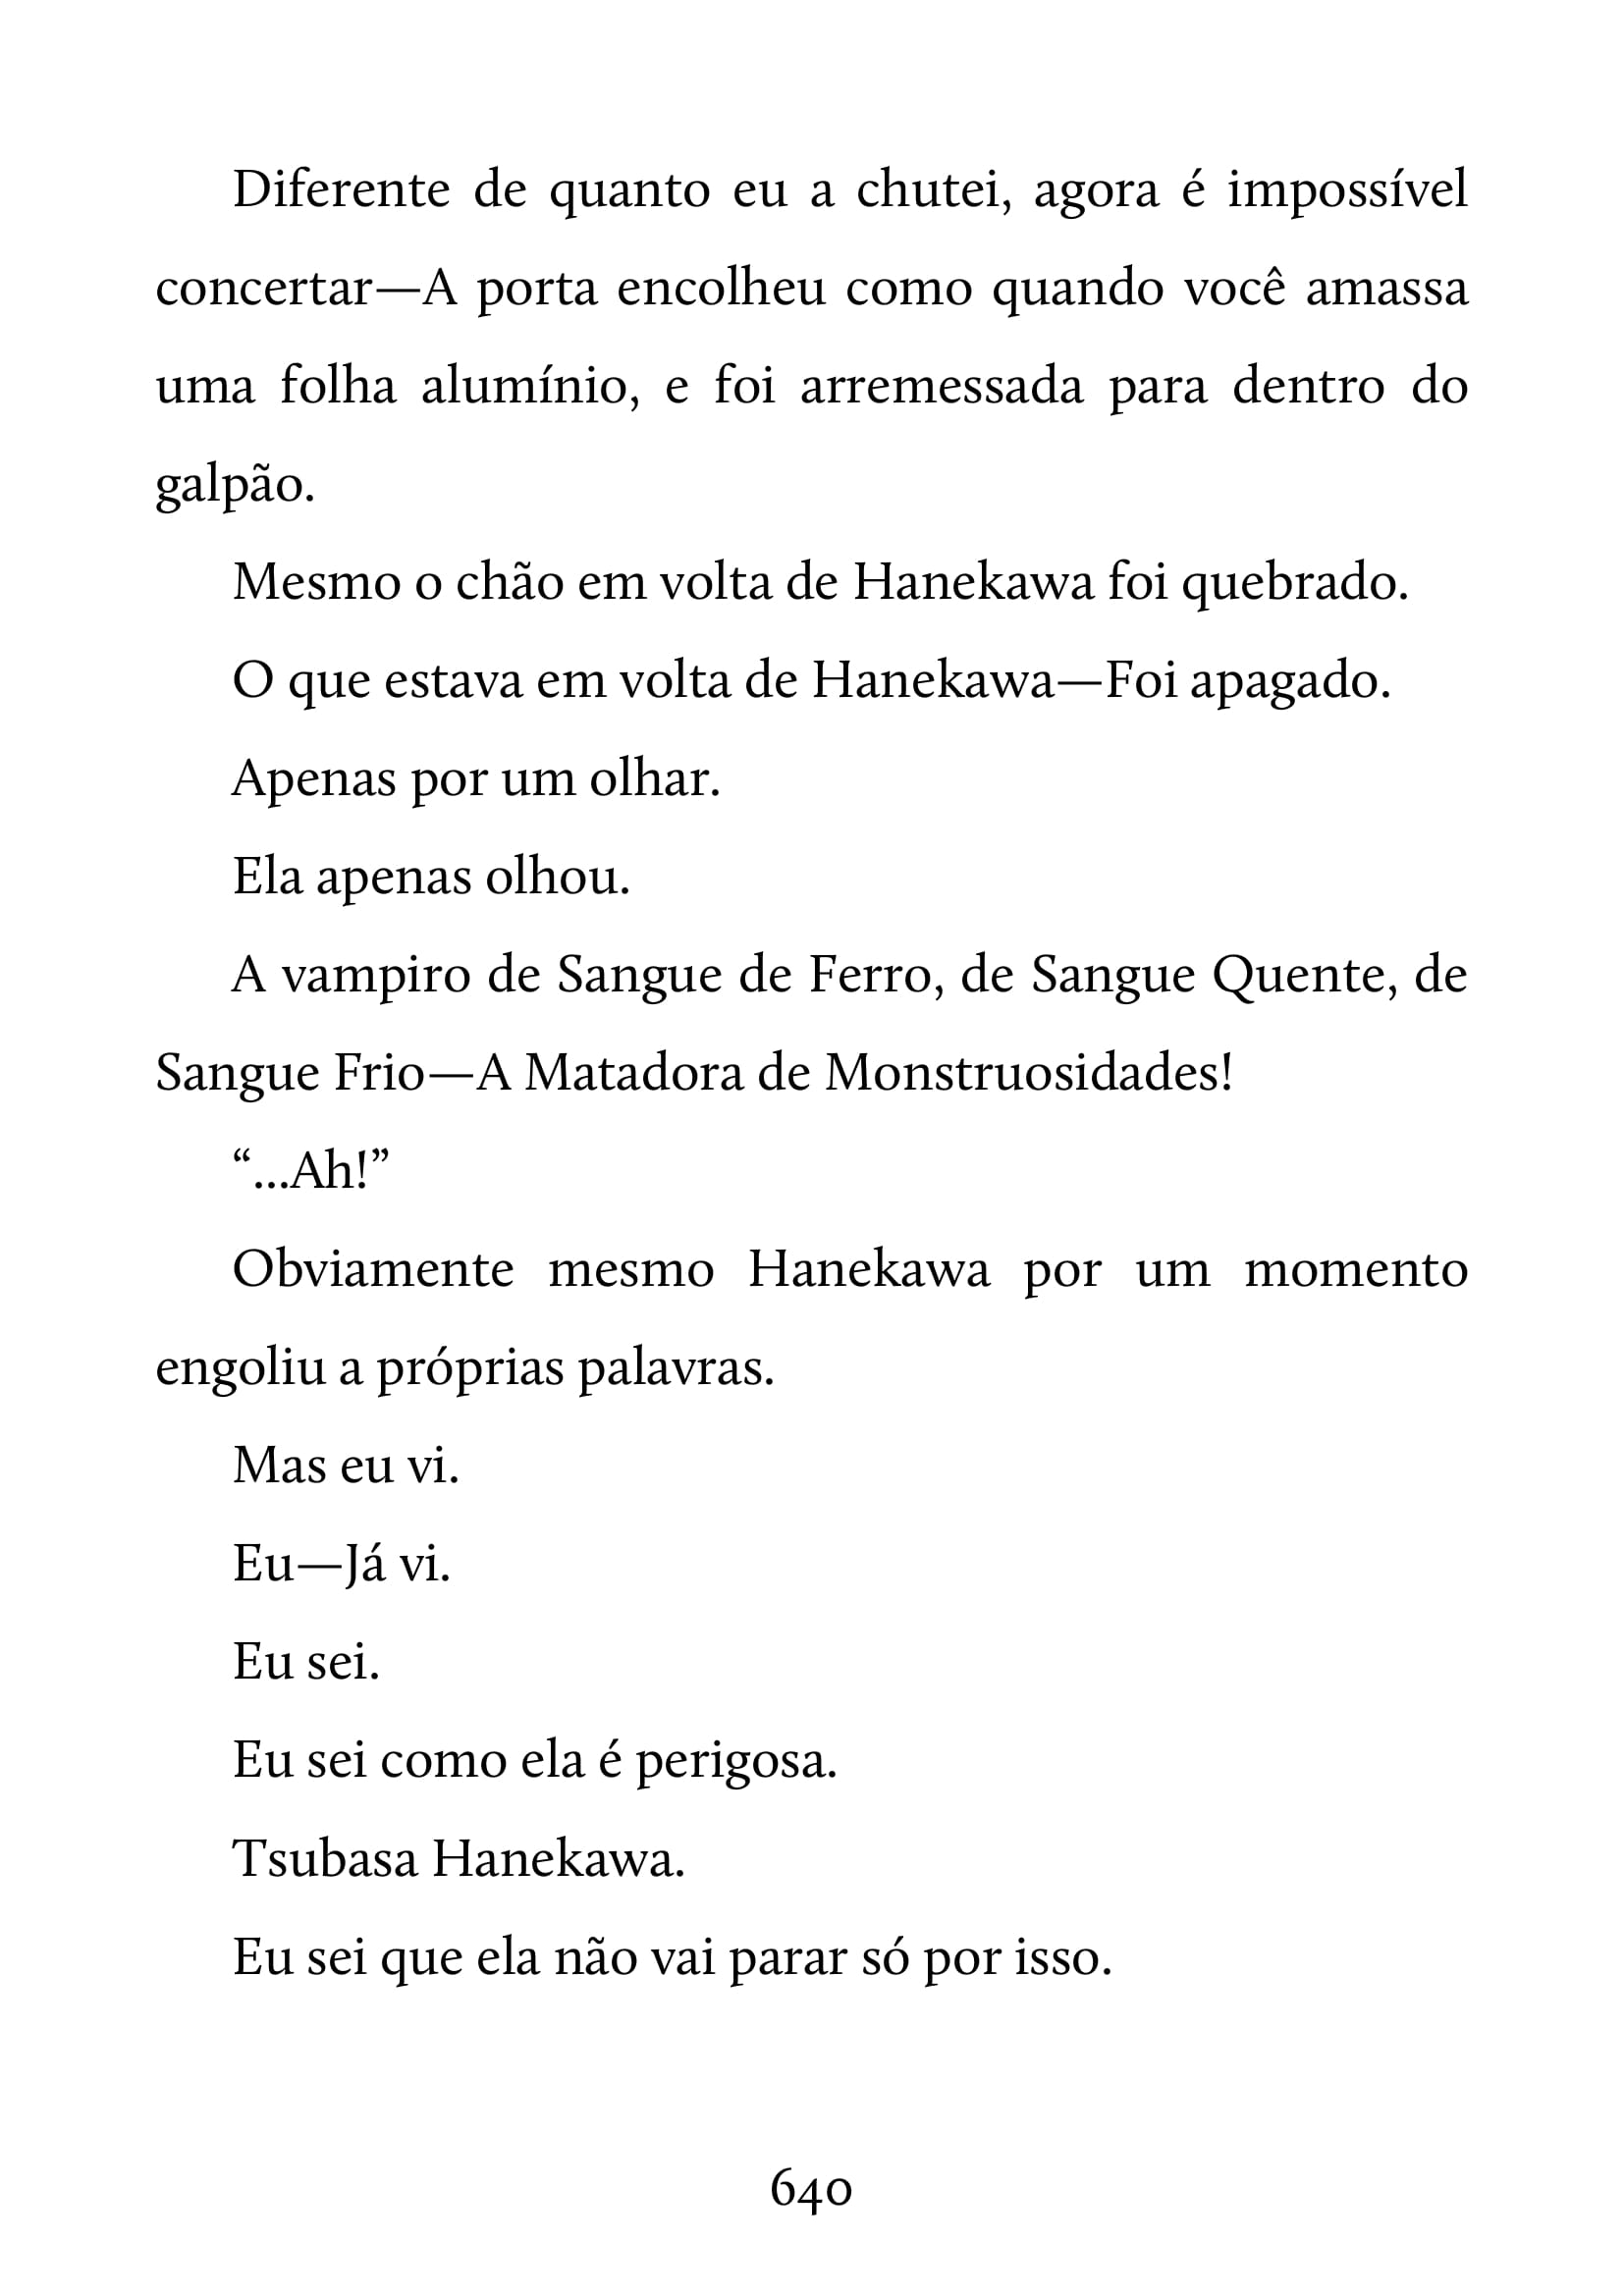 Diferente de quanto eu a chutei, agora é impossível
concertar—A porta encolheu como quando você amassa
uma folha alumínio, e foi arremessada para dentro do
galpão.
Mesmo o chão em volta de Hanekawa foi quebrado.
O que estava em volta de Hanekawa—Foi apagado.
Apenas por um olhar.
Ela apenas olhou.
A vampiro de Sangue de Ferro, de Sangue Quente, de
Sangue Frio—A Matadora de Monstruosidades!
“...Ah!”
Obviamente mesmo Hanekawa por um momento
engoliu a próprias palavras.
Mas eu vi.
Eu—Já vi.
Eu sei.
Eu sei como ela é perigosa.
Tsubasa Hanekawa.
Eu sei que ela não vai parar só por isso.
640